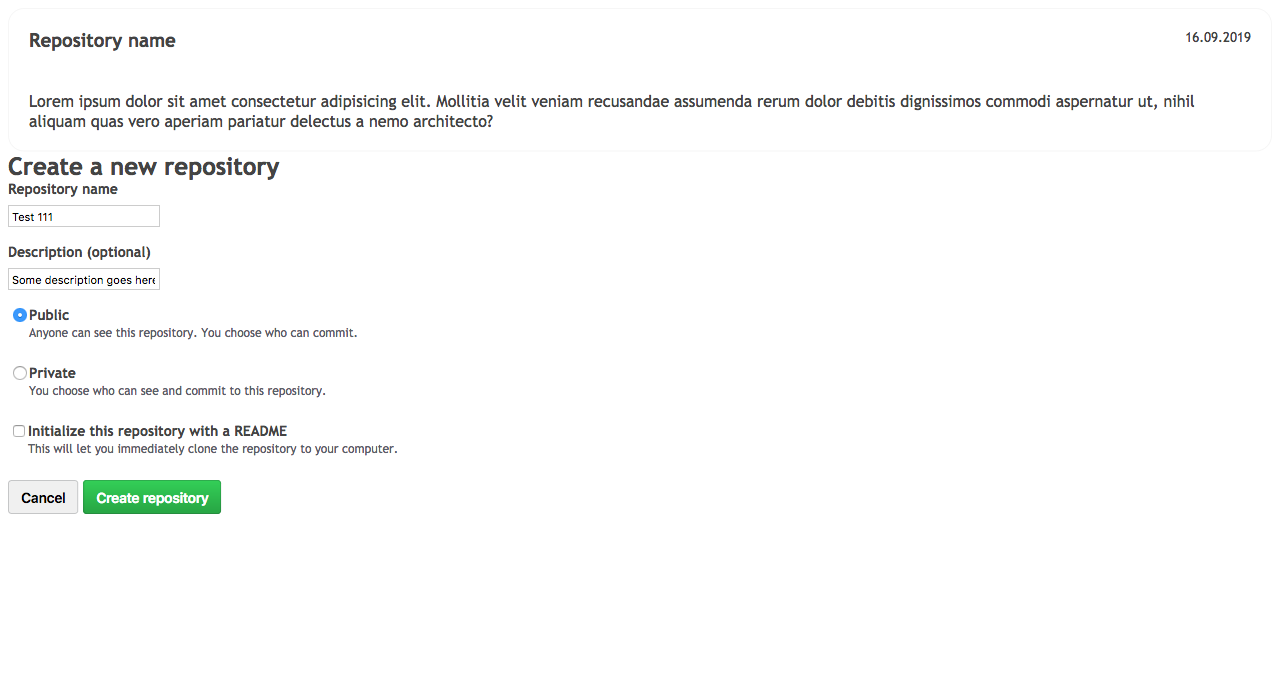 Repository name
16.09.2019
Lorem ipsum dolor sit amet consectetur adipisicing elit. Mollitia velit veniam recusandae assumenda rerum dolor debitis dignissimos commodi aspernatur ut, nihil
aliquam quas vero aperiam pariatur delectus a nemo architecto?
Create a new repository
Repository name
Test 111
Description (optional)
Some description goes here
Public
Anyone can see this repository. You choose who can commit.
Private
You choose who can see and commit to this repository.
Initialize this repository with a README
This will let you immediately clone the repository to your computer.
Cancel
Create repository